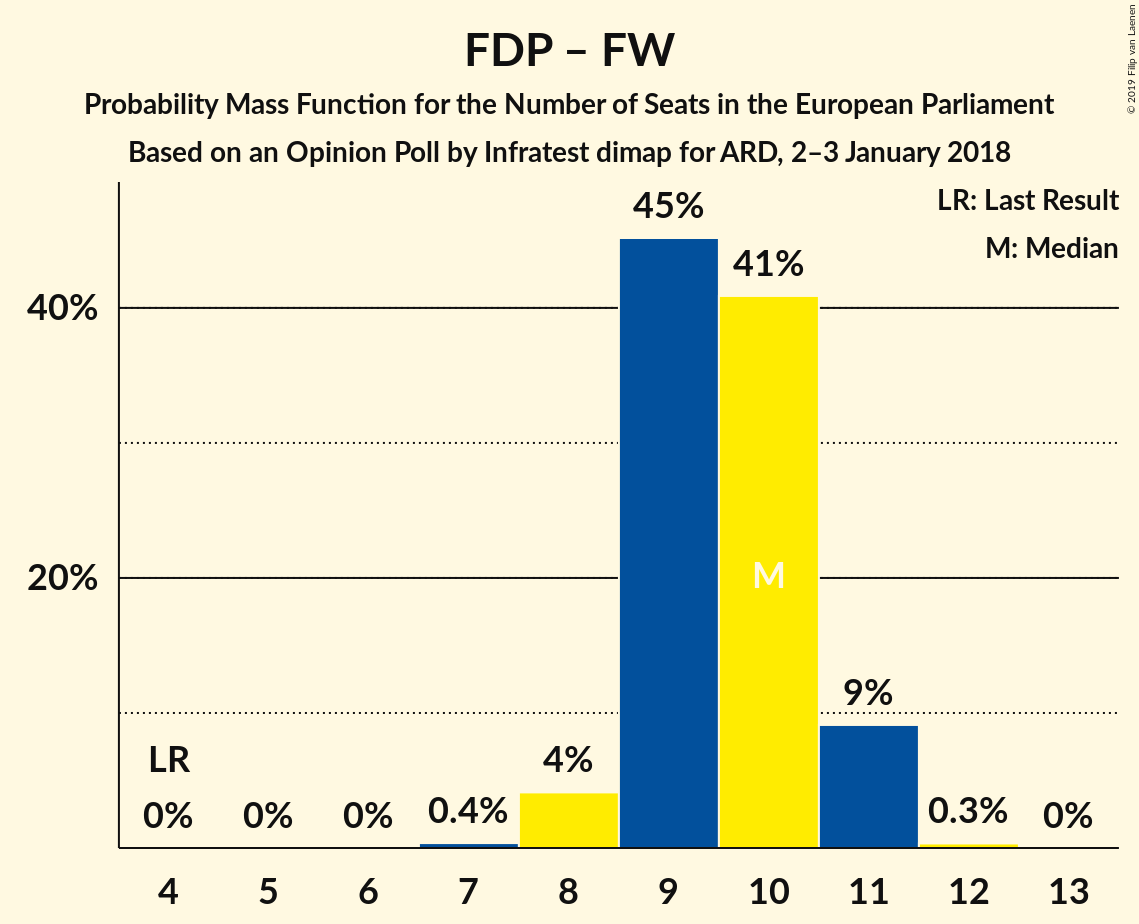 FDP – FW
Probability Mass Function for the Number of Seats in the European Parliament
Based on an Opinion Poll by Infratest dimap for ARD, 2–3 January 2018
© 2019 Filip van Laenen
LR: Last Result
M: Median
45%
41%
40%
M
20%
9%
LR
4%
0%
0%
0%
0.4%
0.3%
0%
4 5 6 7 8 9 10 11 12 13